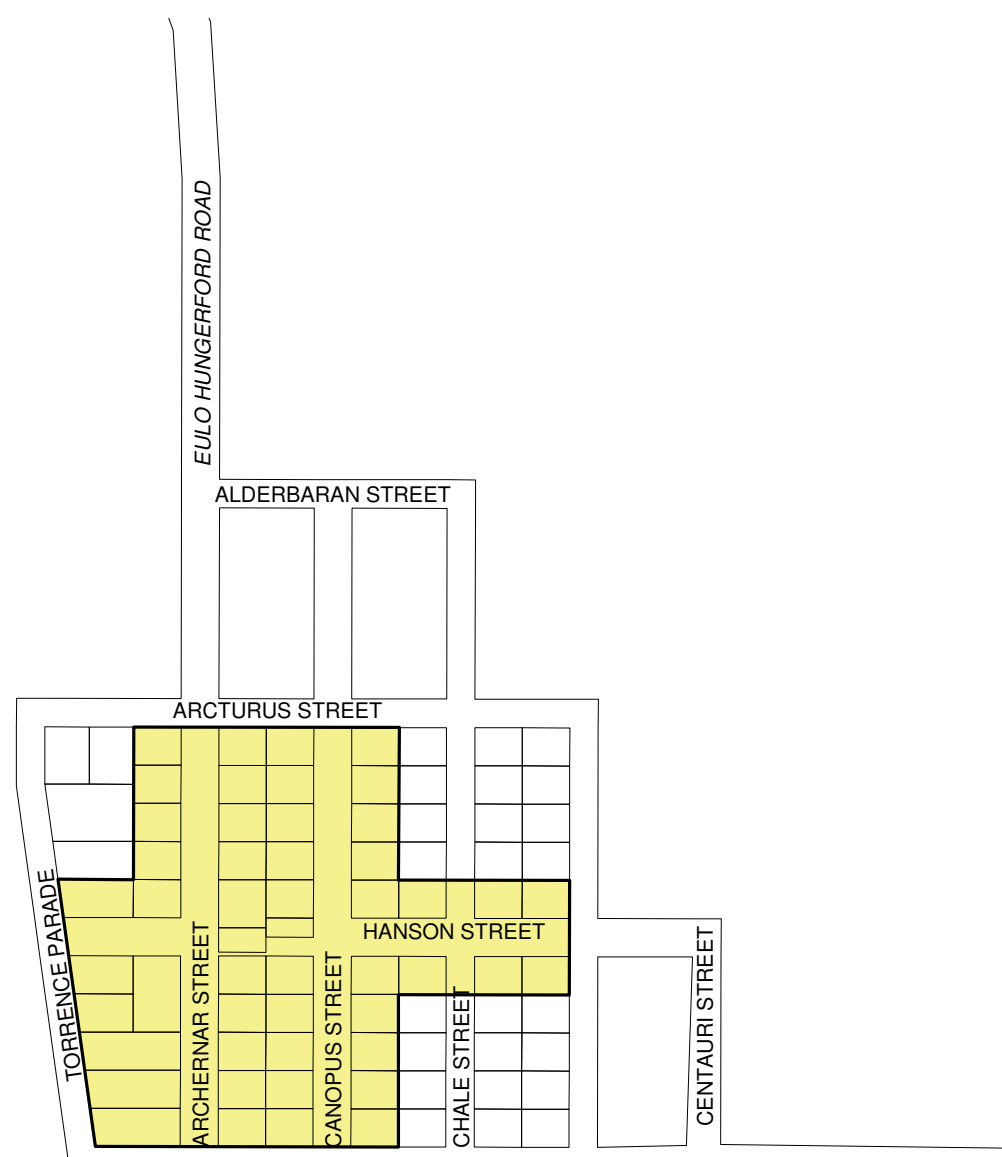 EULO HUNGERFORD ROAD
ALDERBARAN STREET
ARCTURUS STREET
TORRENCE PARADE
ARCHERNAR STREET
CANOPUS STREET
HANSON STREET
CHALE STREET
CENTAURI STREET